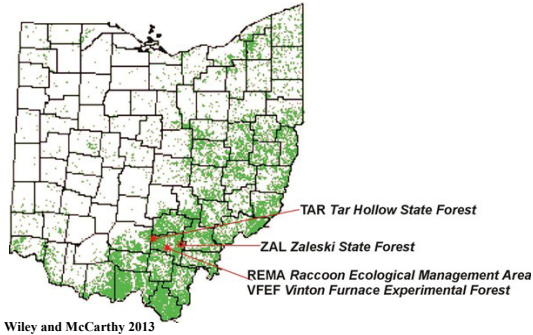 TAR Tar Hollow State Forest
ZAL Zaleski State Forest
REMA Raccoon Ecological Management Area
VFEF Vinton Furnace Experimental Forest
Wiley and McCarthy 2013